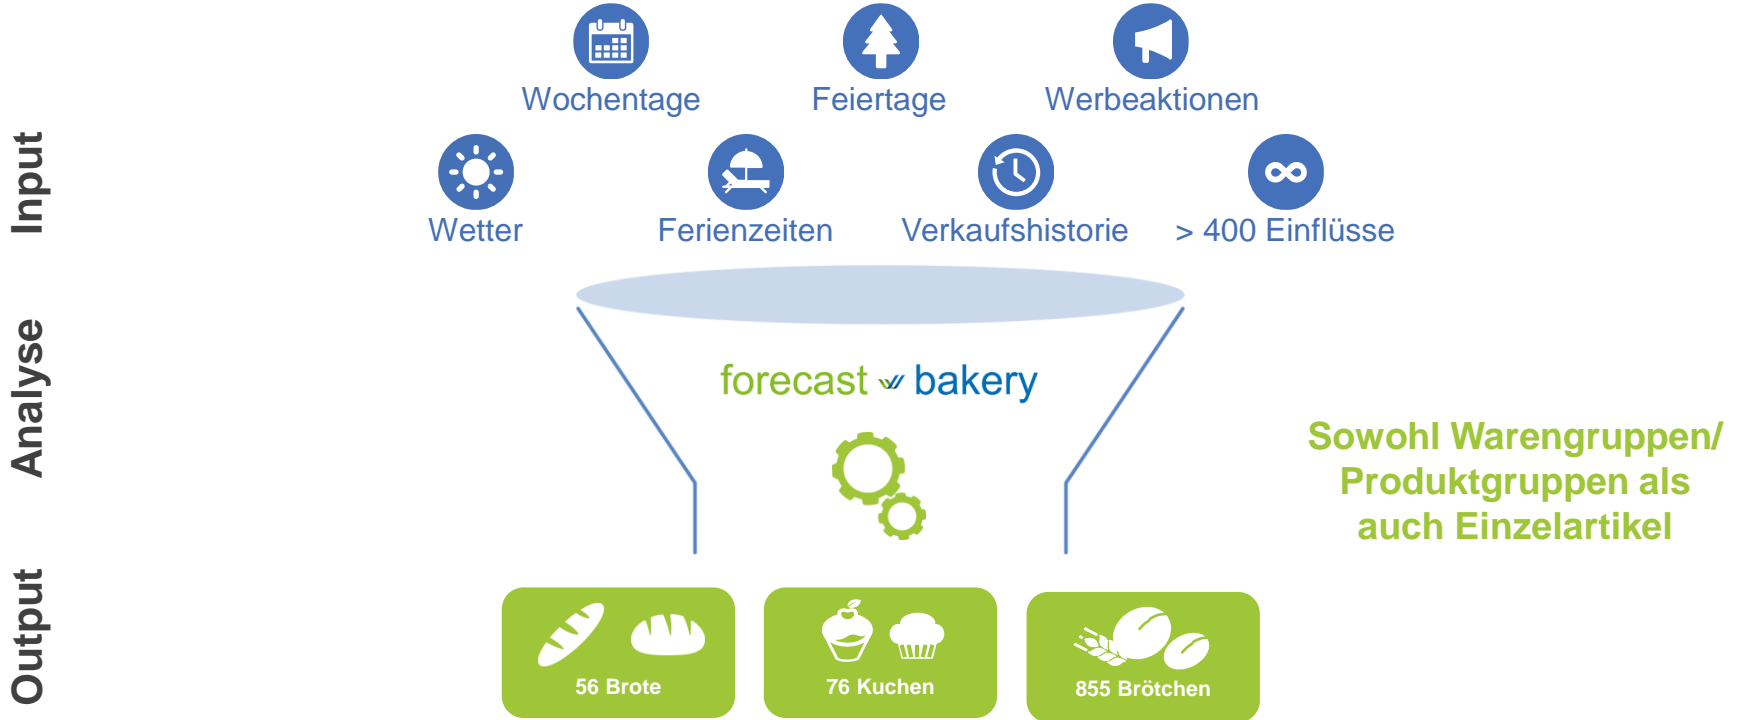 Input
Wochentage
Feiertage
Werbeaktionen
Wetter
Ferienzeiten
Verkaufshistorie
> 400 Einflüsse
Analyse
forecast bakery
Sowohl Warengruppen/
Produktgruppen als
auch Einzelartikel
Output
56 Brote
76 Kuchen
855 Brötchen